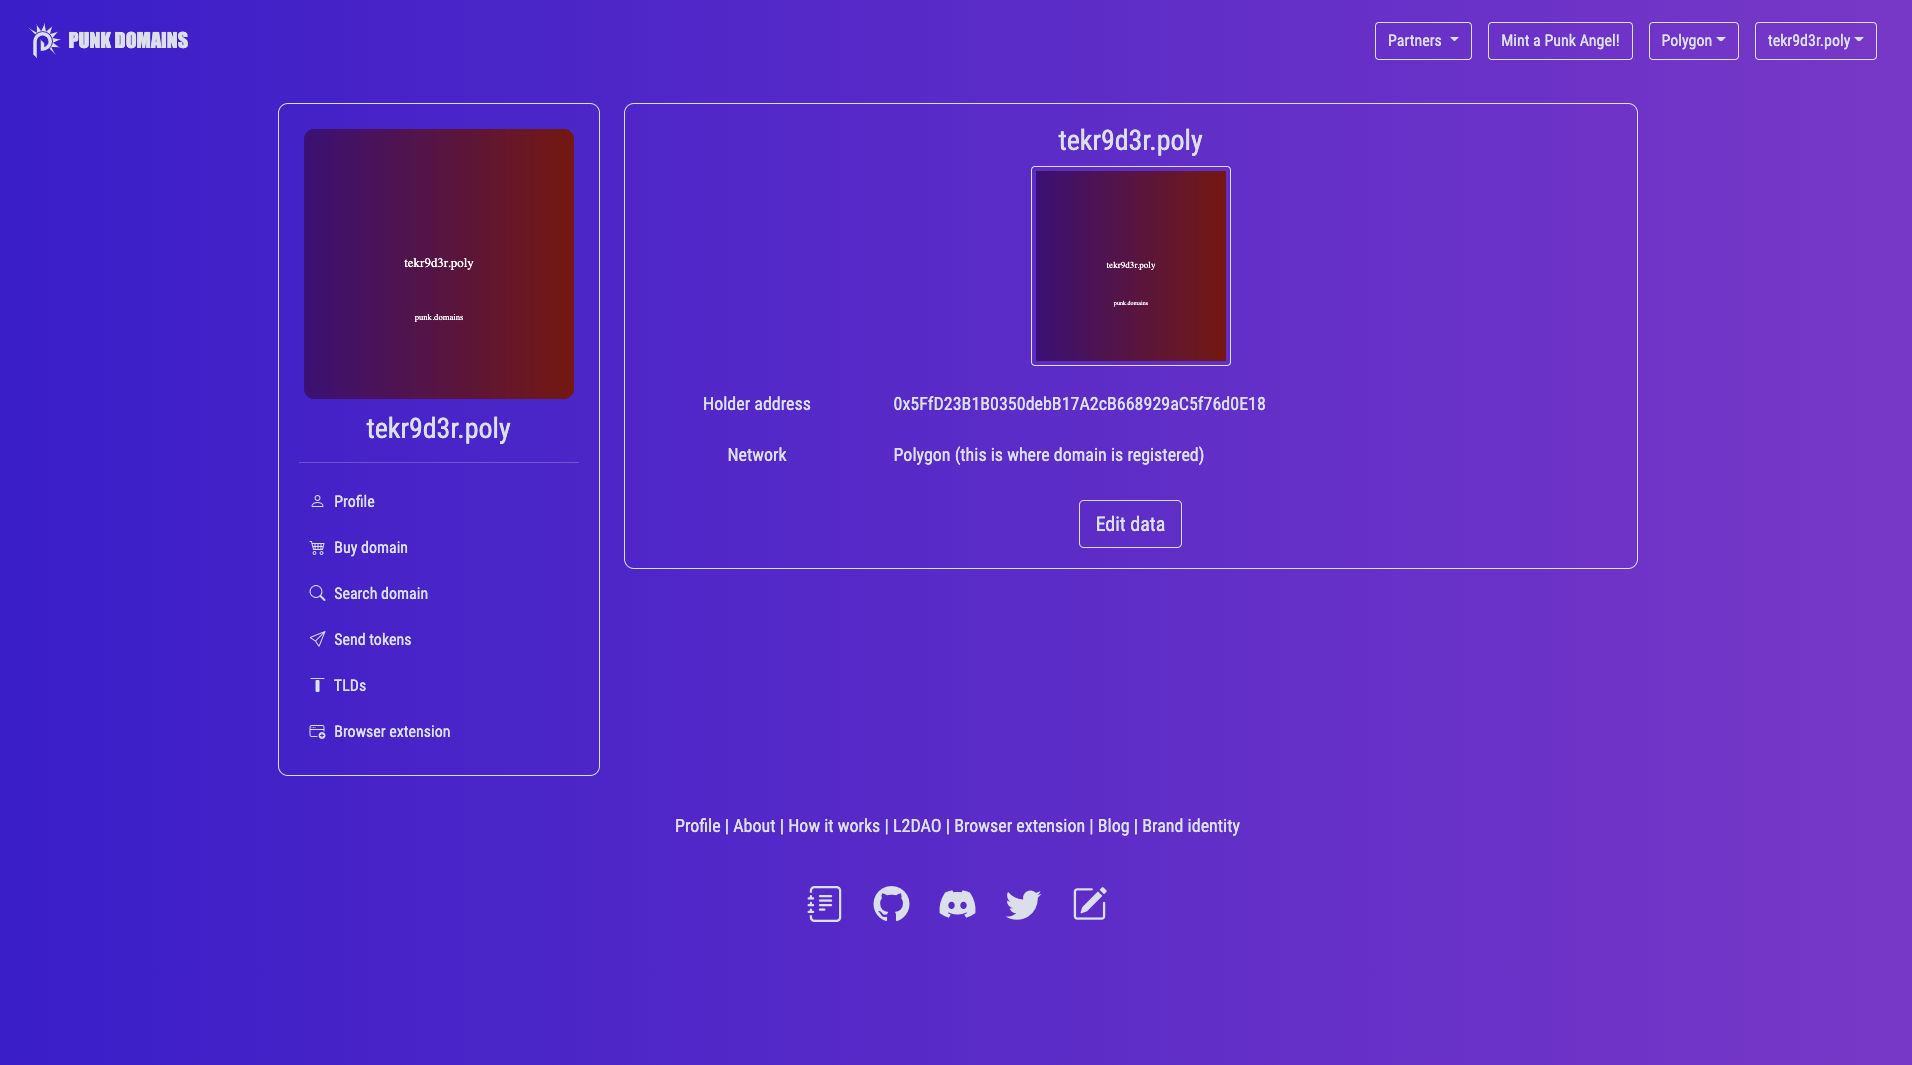 PUNK DOMAINS
Partners
Mint a Punk Angel!
Polygon
tekr9d3r.poly
tekr9d3r.poly
punk.domains
tekr9d3r.poly
Profile
Buy domain
Search domain
Send tokens
TLDs
Browser extension
tekr9d3r.poly
tekr9d3r.poly
punk.domains
Holder address 0x5FfD23B1B0350debB17A2cB668929aC5f76d0E18
Network Polygon (this is where domain is registered)
Edit data
Profile | About | How it works | L2DAO | Browser extension | Blog | Brand identity